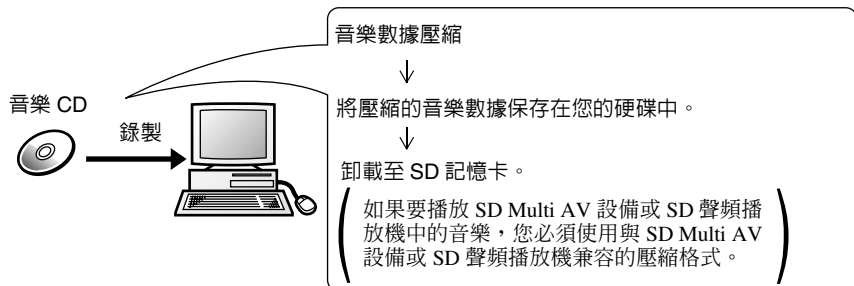 音樂 CD
錄製
音樂數據壓縮
將壓縮的音樂數據保存在您的硬碟中。
卸載至 SD 記憶卡。
如果要播放 SD Multi AV 設備或 SD 聲頻播
放機中的音樂，您必須使用與 SD Multi AV
設備或 SD 聲頻播放機兼容的壓縮格式。